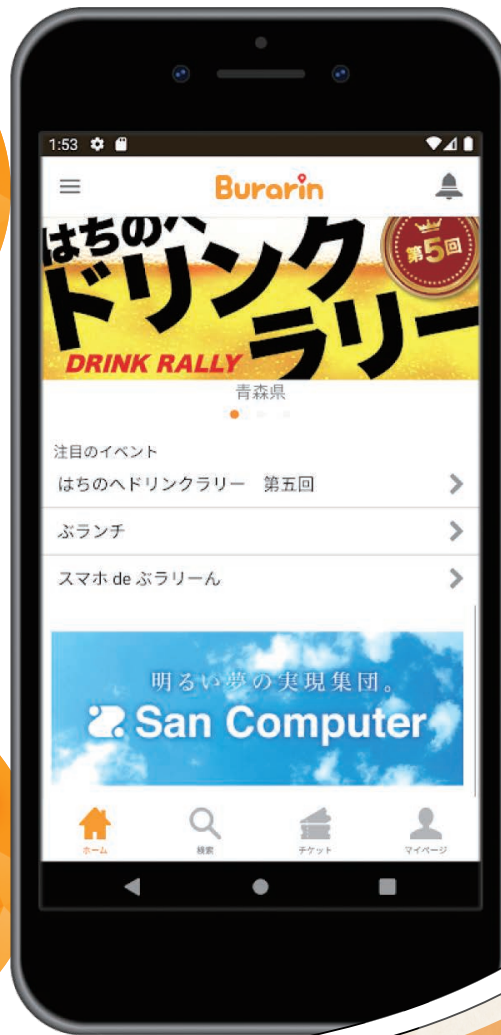 1:53
Burarin
はちのへ
ドリンク
ラリー
第5回
DRINK RALLY
青森県
注目のイベント
はちのへドリンクラリー　第五回
ぶランチ
スマホ de ぶラリーん
明るい夢の実現集団。
San Computer
ホーム
検索
チケット
マイページ